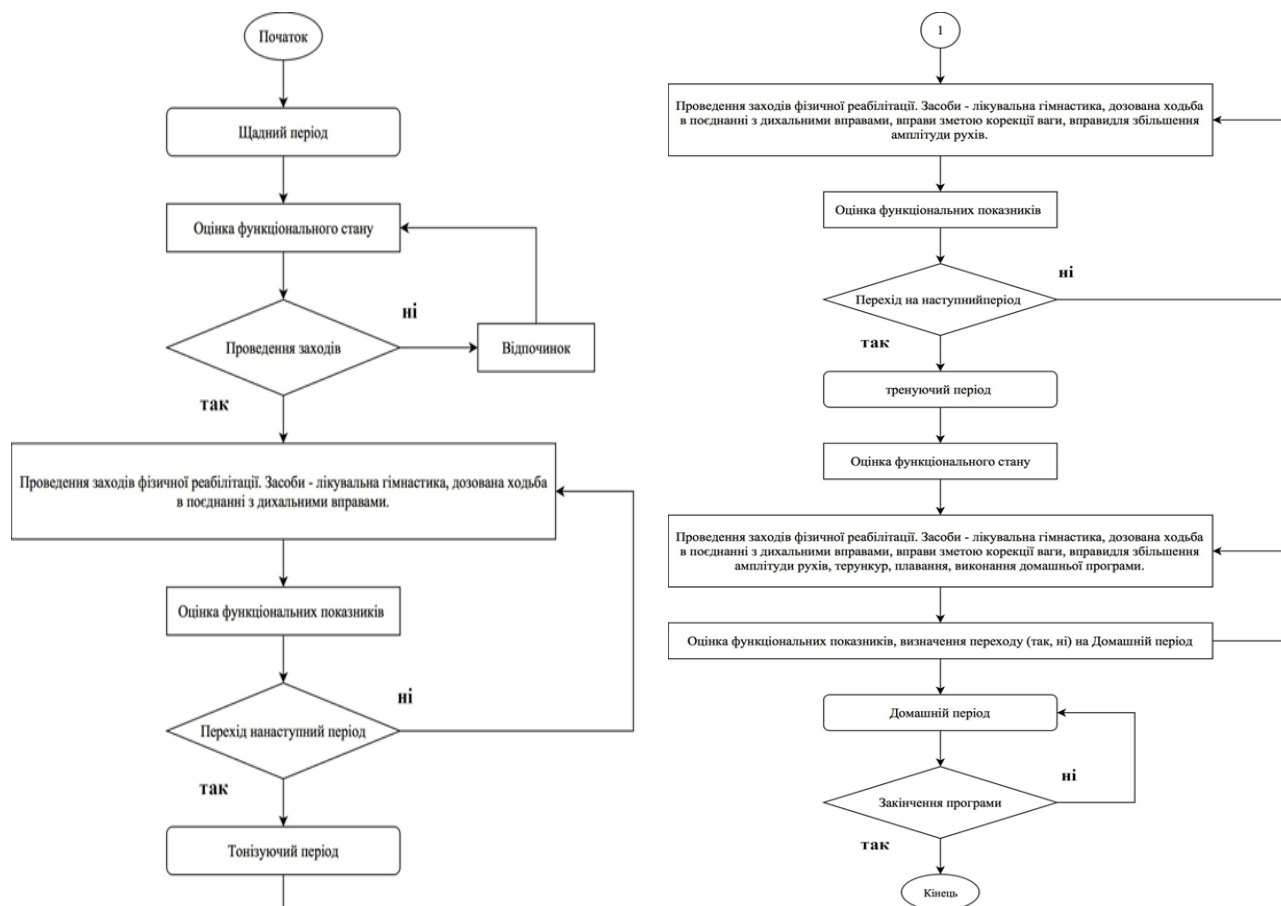 Початок
Щадний період
Оцінка функціонального стану
ні
Проведення заходів
Відпочинок
так
Проведення заходів фізичної реабілітації. Засоби - лікувальна гімнастика, дозована ходьба
в поєднанні з дихальними вправами.
Оцінка функціональних показників
ні
Перехід нанаступний період
так
Тонізуючий період
1
Проведення заходів фізичної реабілітації. Засоби - лікувальна гімнастика, дозована ходьба
в поєднанні з дихальними вправами, вправи зметою корекції ваги, вправидля збільшення
амплітуди рухів.
Оцінка функціональних показників
ні
Перехід на наступнийперіод
так
тренуючий період
Оцінка функціонального стану
Проведення заходів фізичної реабілітації. Засоби - лікувальна гімнастика, дозована ходьба
в поєднанні з дихальними вправами, вправи зметою корекції ваги, вправидля збільшення
амплітуди рухів, терункур, плавання, виконання домашньої програми.
Оцінка функціональних показників, визначення переходу (так, ні) на Домашній період
Домашній період
ні
Закінчення програми
так
Кінець